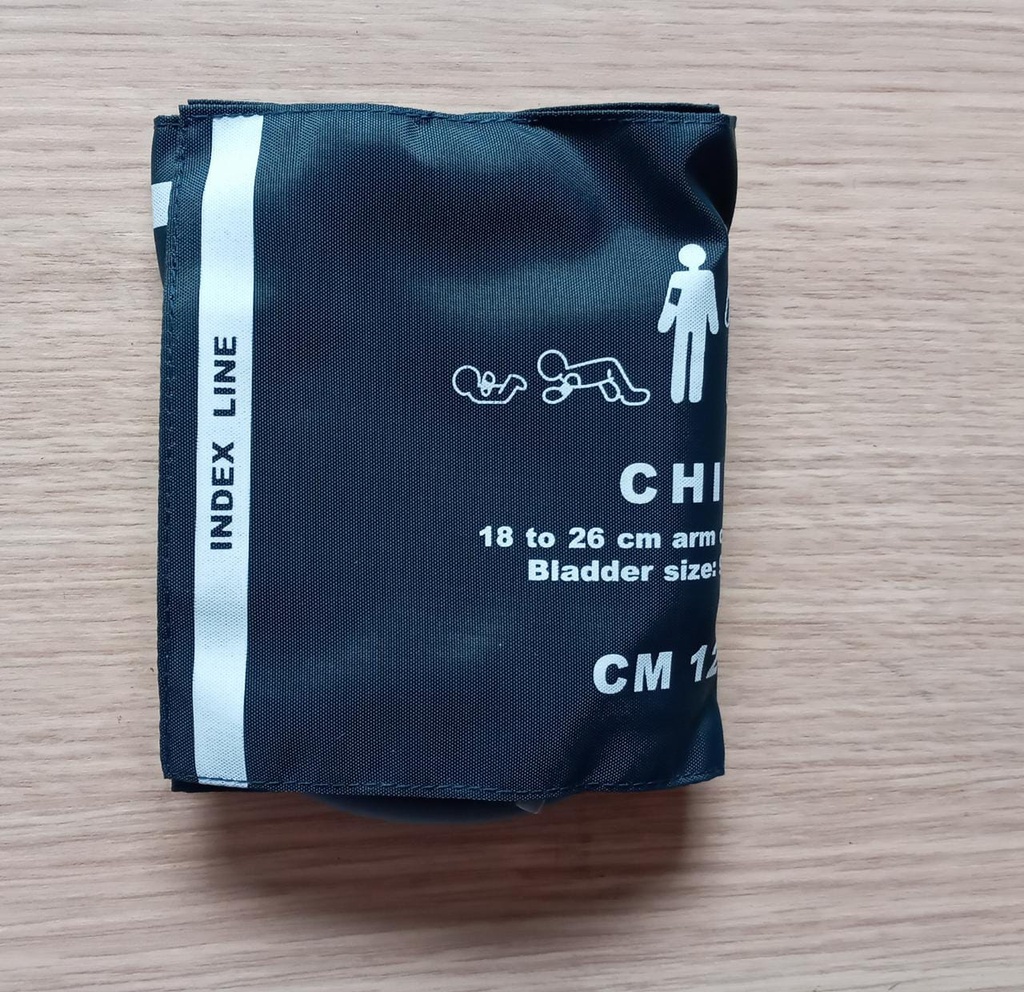 INDEX LINE
CHI
18 to 26 cm arm
Bladder size:
CM 12